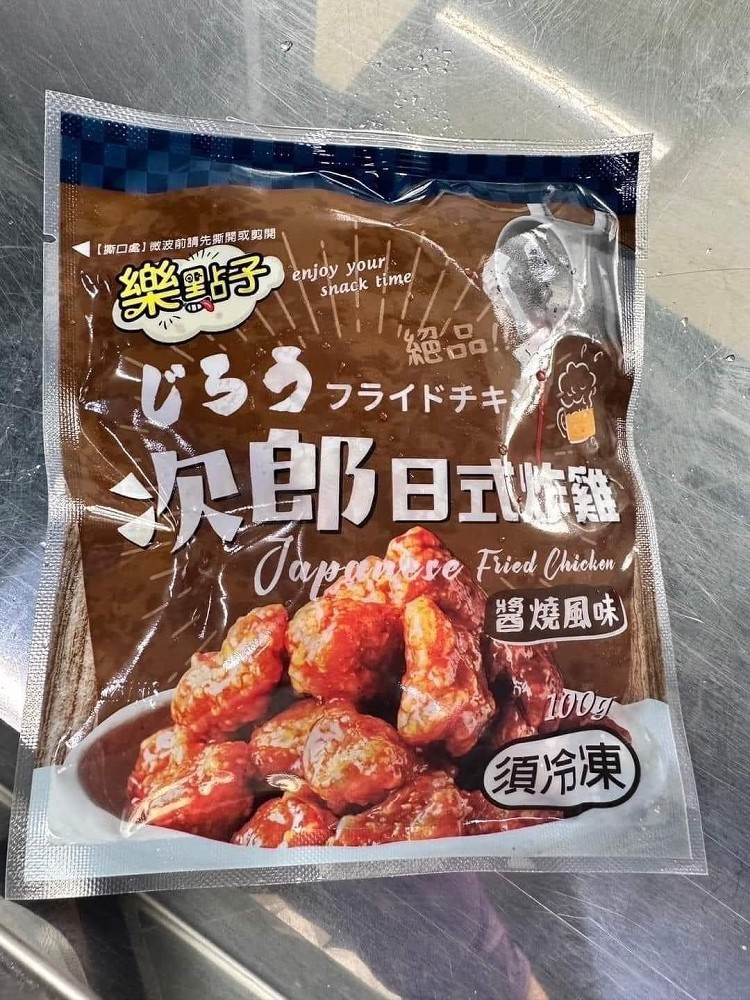 【撕口處】微波前請先撕開或剪開
樂點子
enjoy your
snack time
絕品!!
じろう フライドチキン
次郎 日式炸雞
Japanese Fried Chicken
醬燒風味
100g
須冷凍